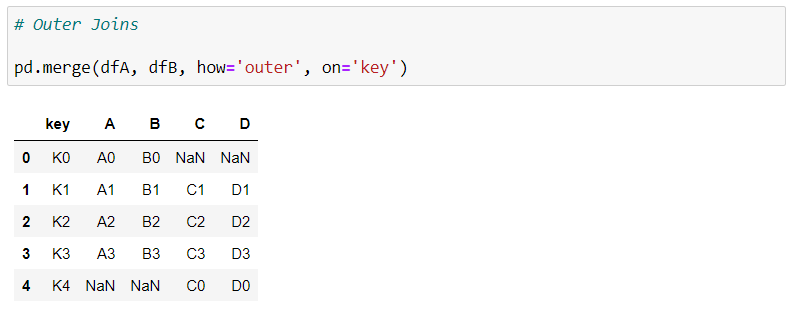 # Outer Joins
pd.merge(dfA, dfB, how='outer', on='key')
key A B C D
0 K0 A0 B0 NaN NaN
1 K1 A1 B1 C1 D1
2 K2 A2 B2 C2 D2
3 K3 A3 B3 C3 D3
4 K4 NaN NaN C0 D0